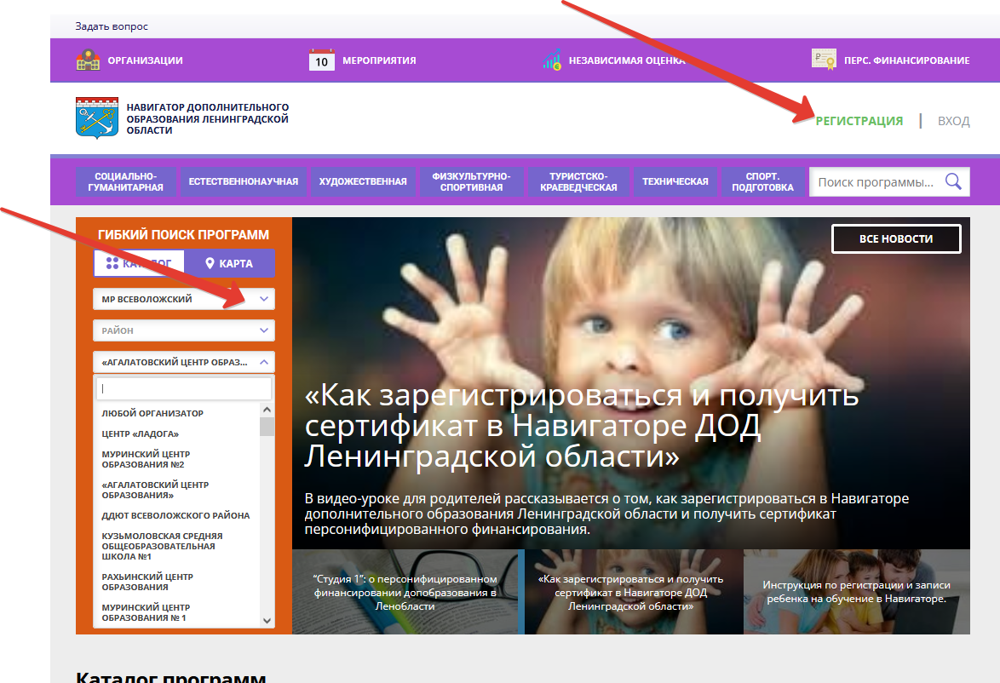 Задать вопрос
ОРГАНИЗАЦИИ
10
МЕРОПРИЯТИЯ
НЕЗАВИСИМАЯ ОЦЕНКА
ПЕРС. ФИНАНСИРОВАНИЕ
НАВИГАТОР ДОПОЛНИТЕЛЬНОГО
ОБРАЗОВАНИЯ ЛЕНИНГРАДСКОЙ
ОБЛАСТИ
РЕГИСТРАЦИЯ | ВХОД
СОЦИАЛЬНО-
ГУМАНИТАРНАЯ
ЕСТЕСТВЕННОНАУЧНАЯ
ХУДОЖЕСТВЕННАЯ
ФИЗКУЛЬТУРНО-
СПОРТИВНАЯ
ТУРИСТСКО-
КРАЕВЕДЧЕСКАЯ
ТЕХНИЧЕСКАЯ
СПОРТ.
ПОДГОТОВКА
Поиск программы...
ГИБКИЙ ПОИСК ПРОГРАММ
КАТАЛОГ
КАРТА
МР ВСЕВОЛОЖСКИЙ
РАЙОН
«АГАЛАТОВСКИЙ ЦЕНТР ОБРАЗ...
ЛЮБОЙ ОРГАНИЗАТОР
ЦЕНТР «ЛАДОГА»
МУРИНСКИЙ ЦЕНТР
ОБРАЗОВАНИЯ №2
«АГАЛАТОВСКИЙ ЦЕНТР
ОБРАЗОВАНИЯ»
ДДЮТ ВСЕВОЛОЖСКОГО РАЙОНА
КУЗЬМОЛОВСКАЯ СРЕДНЯЯ
ОБЩЕОБРАЗОВАТЕЛЬНАЯ
ШКОЛА №1
РАХЬИНСКИЙ ЦЕНТР
ОБРАЗОВАНИЯ
МУРИНСКИЙ ЦЕНТР
ОБРАЗОВАНИЯ № 1
ВСЕ НОВОСТИ
«Как зарегистрироваться и получить
сертификат в Навигаторе ДОД
Ленинградской области»
В видео-уроке для родителей рассказывается о том, как зарегистрироваться в Навигаторе
дополнительного образования Ленинградской области и получить сертификат
персонифицированного финансирования.
"Студия 1": о персонифицированном
финансировании допобразования в
Ленобласти
«Как зарегистрироваться и получить
сертификат в Навигаторе ДОД
Ленинградской области»
Инструкция по регистрации и записи
ребенка на обучение в Навигаторе.
Каталог программ